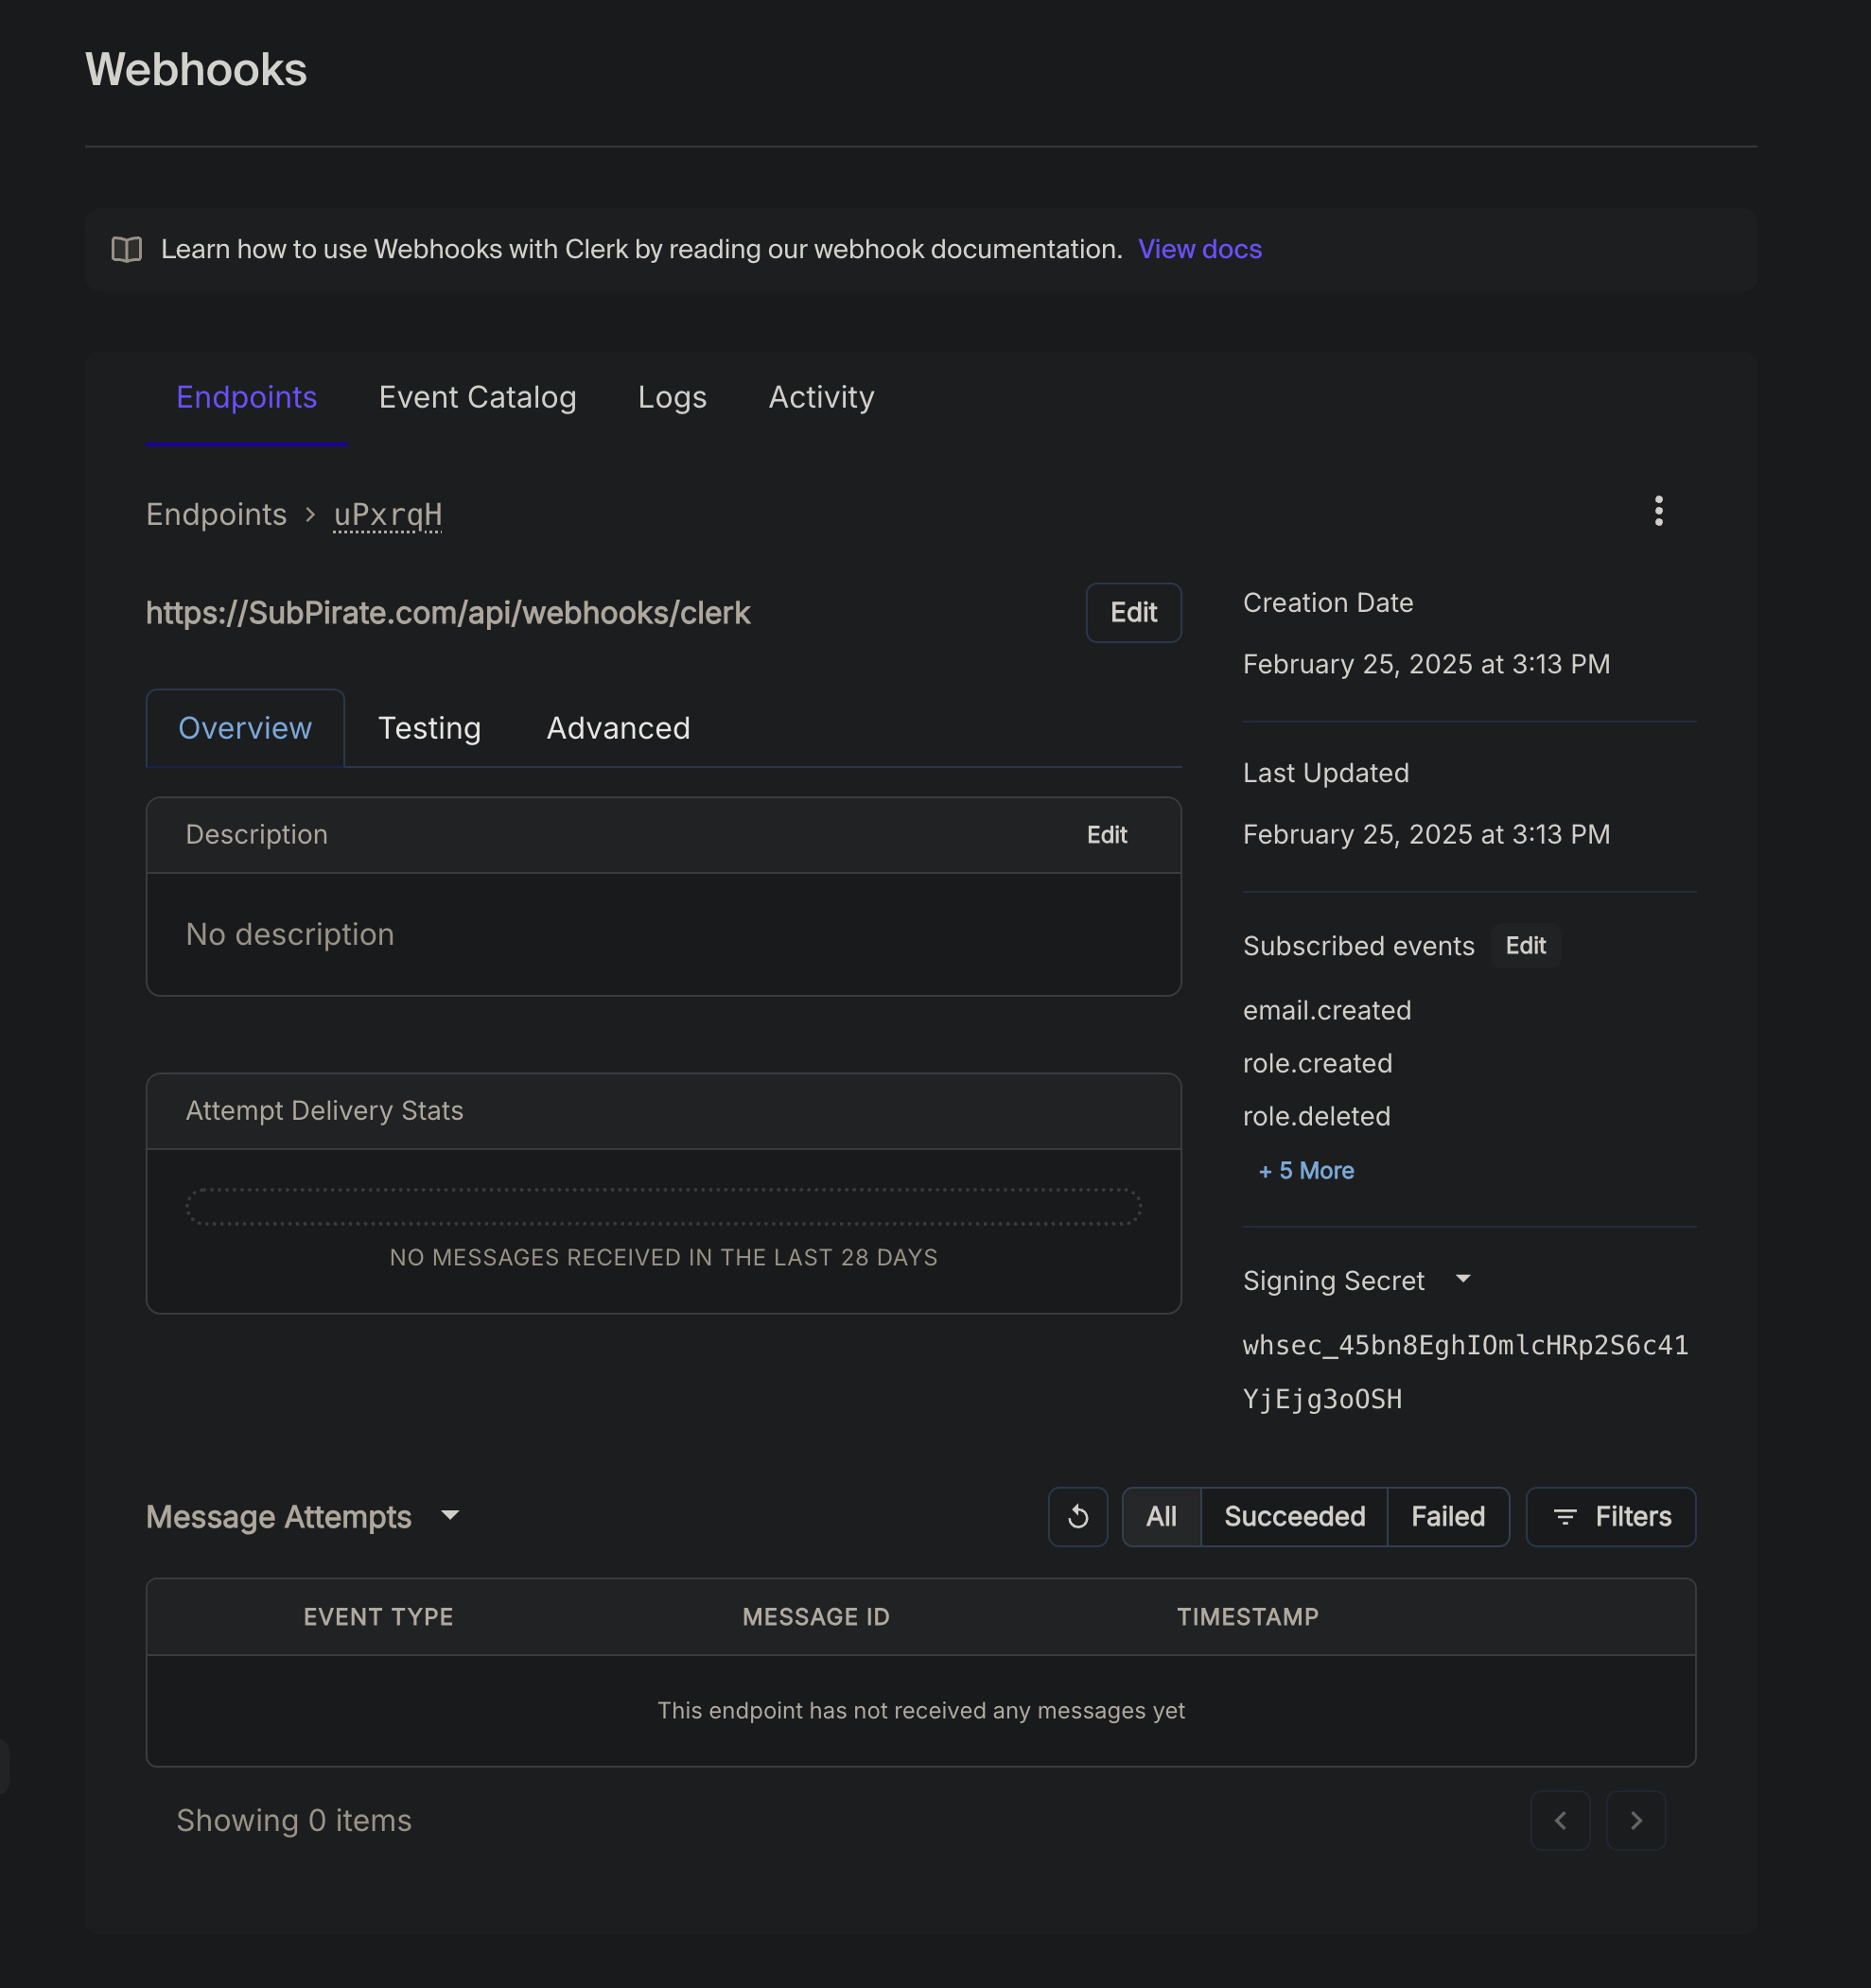 Webhooks
Learn how to use Webhooks with Clerk by reading our webhook documentation. View docs
Endpoints Event Catalog Logs Activity
Endpoints > uPxrqH
https://SubPirate.com/api/webhooks/clerk
Edit
Overview Testing Advanced
Description
Edit
No description
Attempt Delivery Stats
NO MESSAGES RECEIVED IN THE LAST 28 DAYS
Creation Date
February 25, 2025 at 3:13 PM
Last Updated
February 25, 2025 at 3:13 PM
Subscribed events Edit
email.created
role.created
role.deleted
+ 5 More
Signing Secret
whsec_45bn8EghIOmlcHRp2S6c41
YjEjg3oOSH
Message Attempts
All Succeeded Failed Filters
EVENT TYPE MESSAGE ID TIMESTAMP
This endpoint has not received any messages yet
Showing 0 items